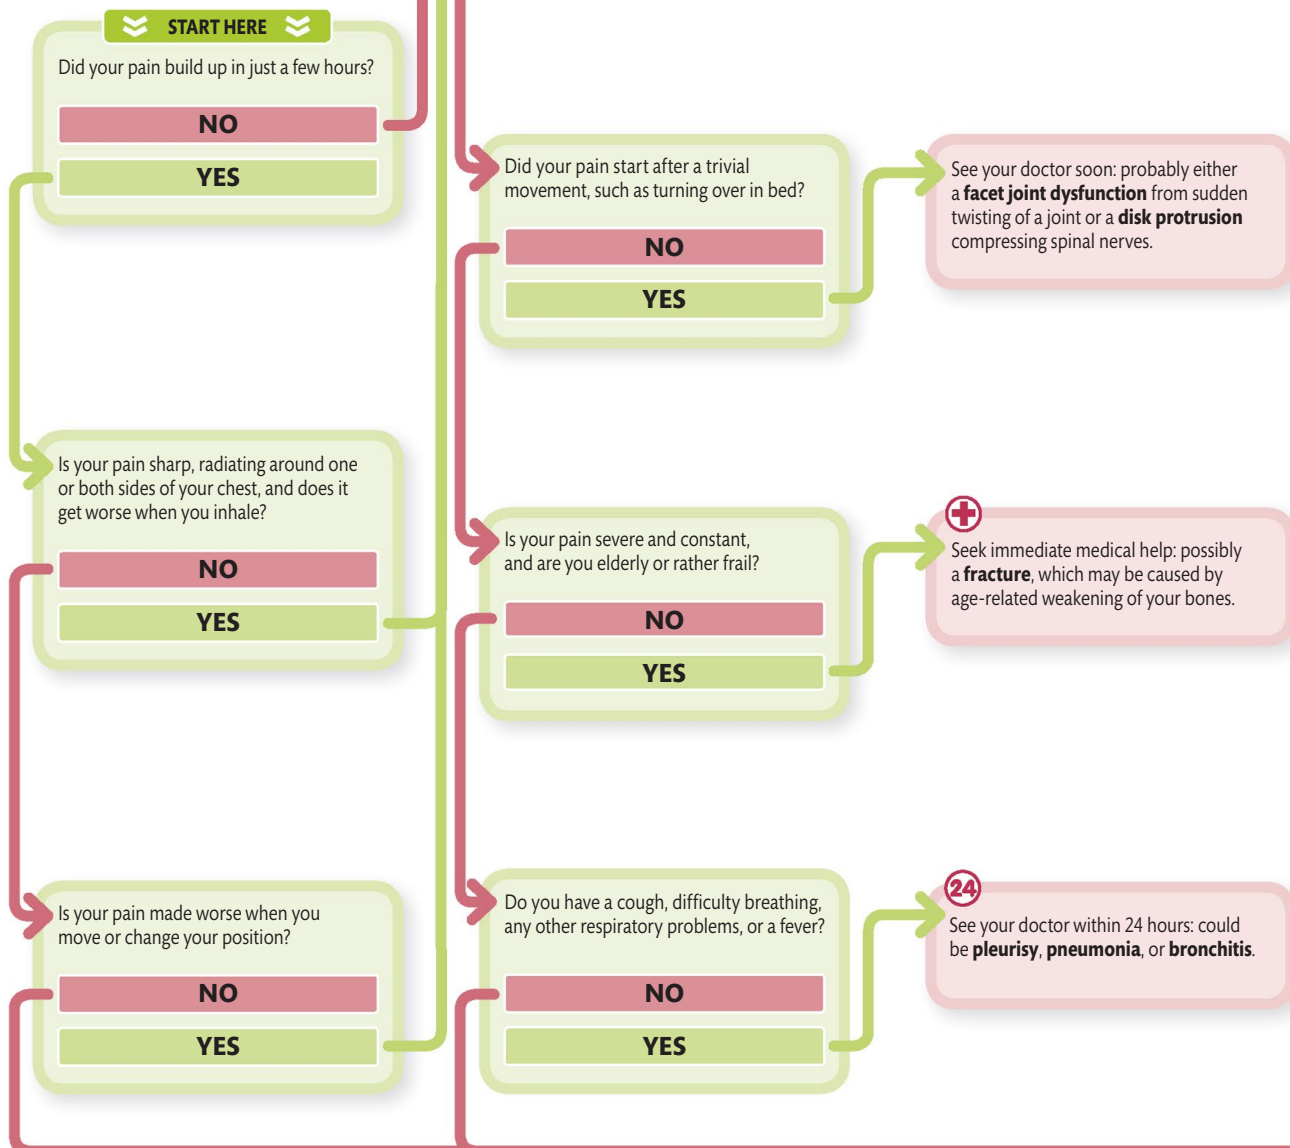 START HERE
Did your pain build up in just a few hours?
NO
YES
Is your pain sharp, radiating around one
or both sides of your chest, and does it
get worse when you inhale?
NO
YES
Is your pain made worse when you
move or change your position?
NO
YES
Did your pain start after a trivial
movement, such as turning over in bed?
NO
YES
See your doctor soon: probably either
a facet joint dysfunction from sudden
twisting of a joint or a disk protrusion
compressing spinal nerves.
Is your pain severe and constant,
and are you elderly or rather frail?
NO
YES
Seek immediate medical help: possibly
a fracture, which may be caused by
age-related weakening of your bones.
Do you have a cough, difficulty breathing,
any other respiratory problems, or a fever?
NO
YES
24
See your doctor within 24 hours: could
be pleurisy, pneumonia, or bronchitis.